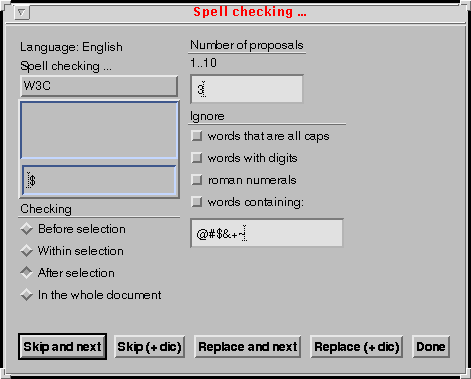 Spell checking ...
Language: English
Spell checking ...
W3C
$
Checking
Before selection
Within selection
After selection
In the whole document
Number of proposals
1..10
3
Ignore
words that are all caps
words with digits
roman numerals
words containing:
@#$&+~
Skip and next
Skip (+ dic)
Replace and next
Replace (+ dic)
Done